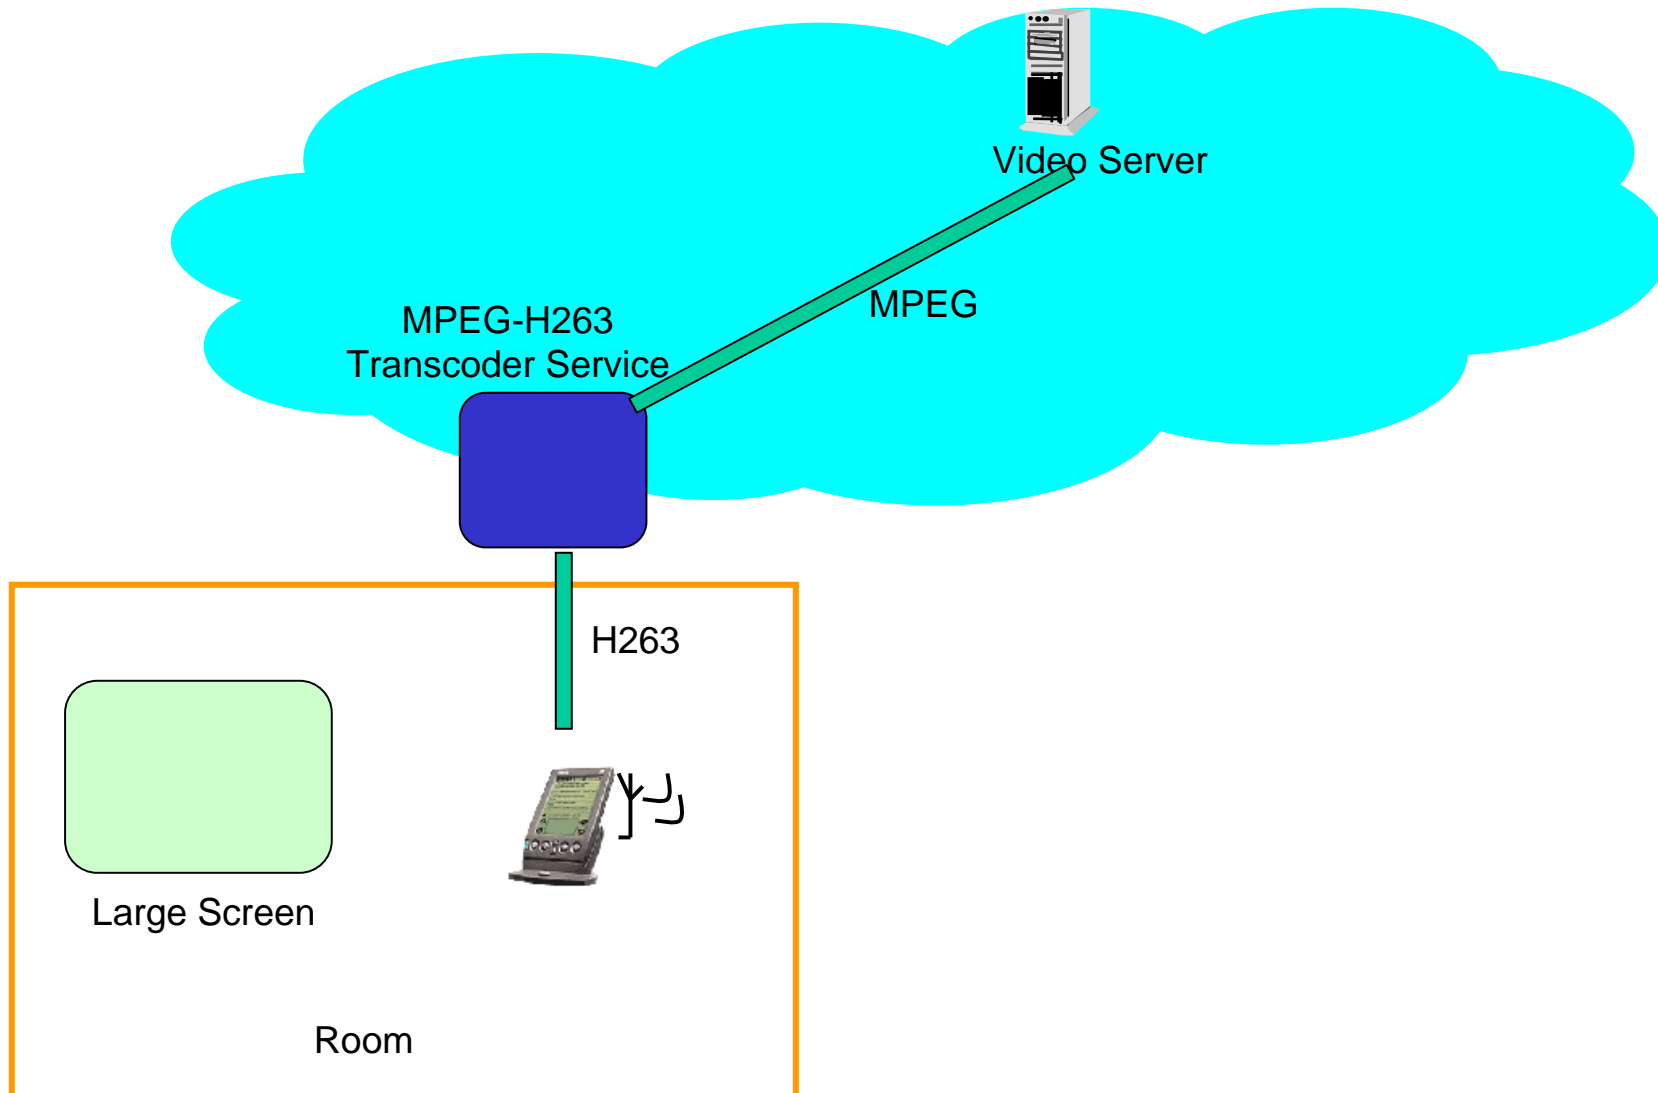 Video Server
MPEG
MPEG-H263
Transcoder Service
H263
Large Screen
Room